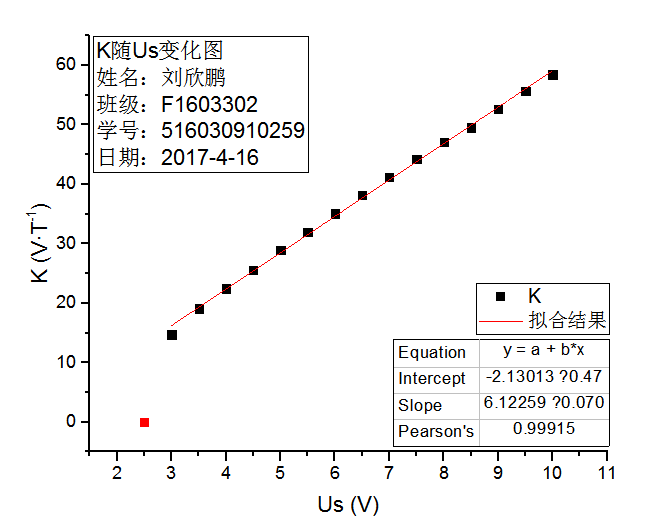 K随Us变化图
姓名：刘欣鹏
班级：F1603302
学号：516030910259
日期：2017-4-16
60
50
40
30
20
10
0
K (V·T⁻¹)
K
拟合结果
Equation y = a + b*x
Intercept -2.13013 ?0.47
Slope 6.12259 ?0.070
Pearson's 0.99915
2 3 4 5 6 7 8 9 10 11
Us (V)